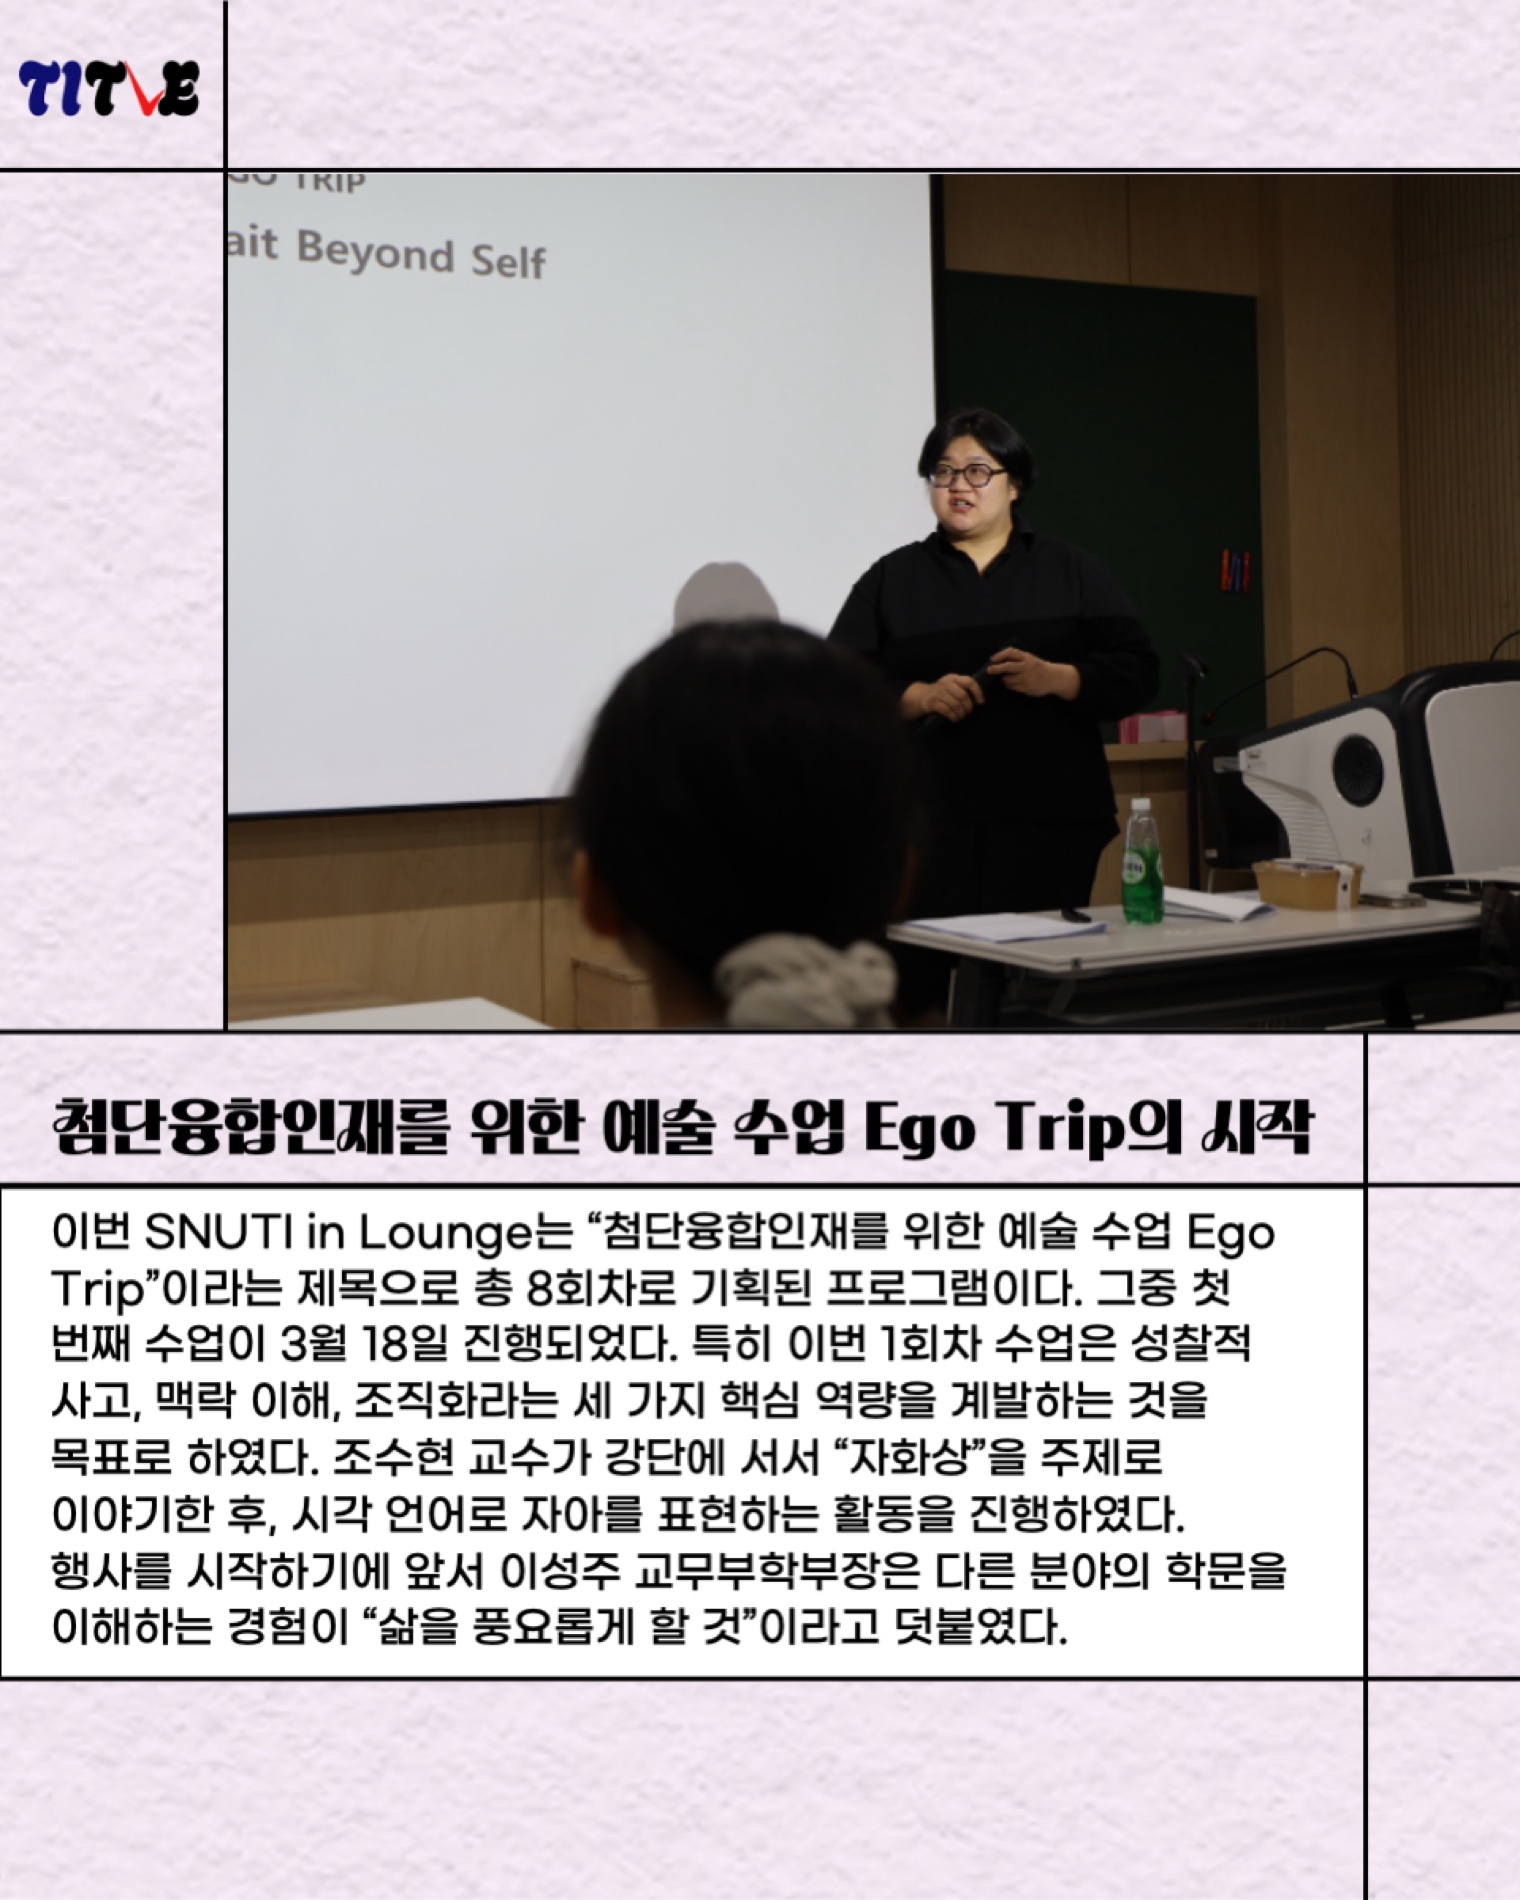 TITLE
GO TRIP
ait Beyond Self
첨단융합인재를 위한 예술 수업 Ego Trip의 시작
이번 SNUTI in Lounge는 “첨단융합인재를 위한 예술 수업 Ego
Trip”이라는 제목으로 총 8회차로 기획된 프로그램이다. 그중 첫
번째 수업이 3월 18일 진행되었다. 특히 이번 1회차 수업은 성찰적
사고, 맥락 이해, 조직화라는 세 가지 핵심 역량을 계발하는 것을
목표로 하였다. 조수현 교수가 강단에 서서 “자화상”을 주제로
이야기한 후, 시각 언어로 자아를 표현하는 활동을 진행하였다.
행사를 시작하기에 앞서 이성주 교무부학부장은 다른 분야의 학문을
이해하는 경험이 “삶을 풍요롭게 할 것”이라고 덧붙였다.